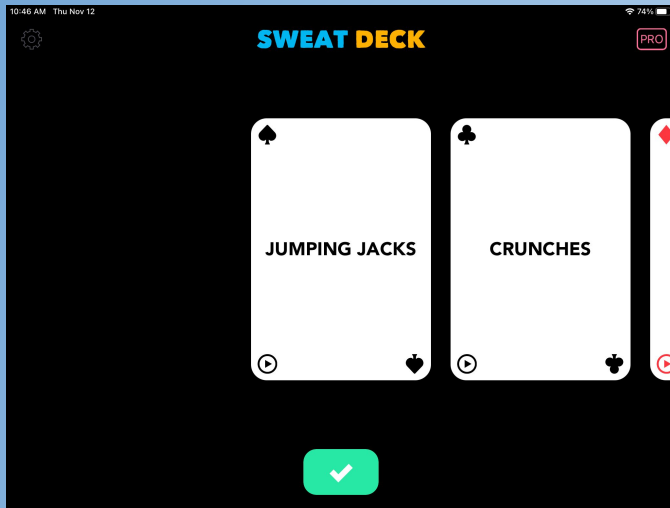 10:46 AM Thu Nov 12
74%
SWEAT DECK
PRO
JUMPING JACKS
CRUNCHES